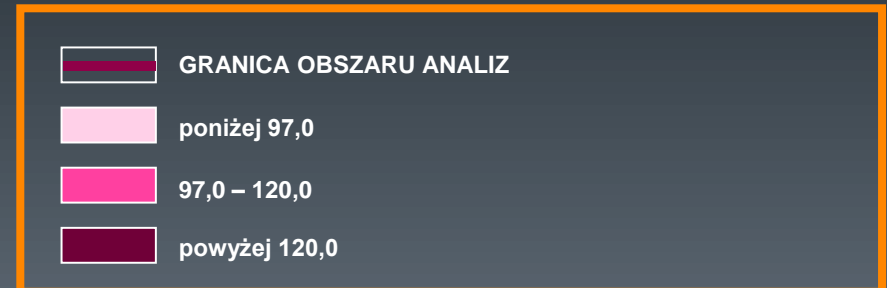 GRANICA OBSZARU ANALIZ
poniżej 97,0
97,0 – 120,0
powyżej 120,0